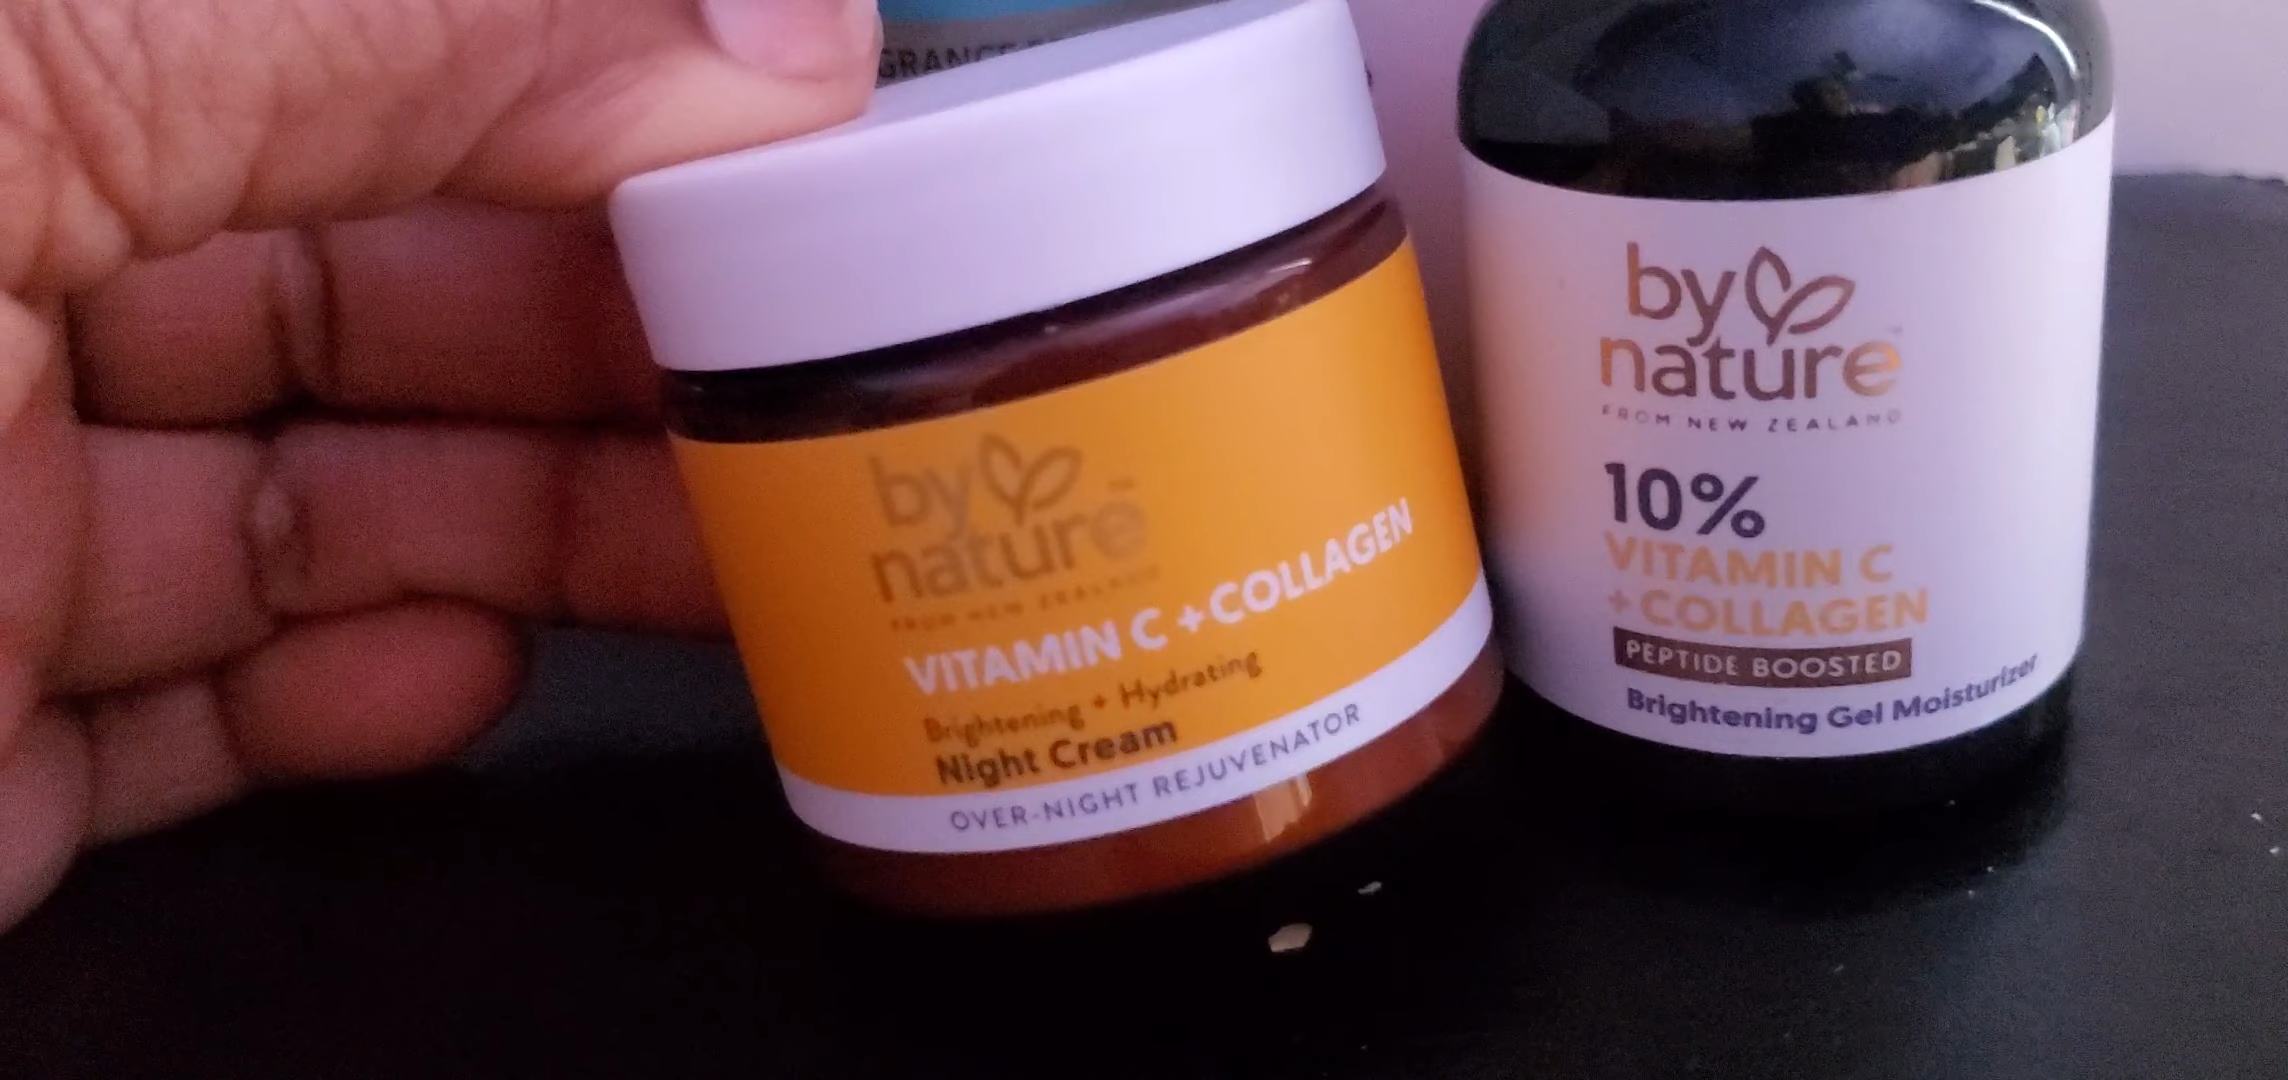 by
nature
FROM NEW ZEALAND
VITAMIN C + COLLAGEN
Brightening + Hydrating
Night Cream
OVER-NIGHT REJUVENATOR
by
nature
FROM NEW ZEALAND
10%
VITAMIN C
+ COLLAGEN
PEPTIDE BOOSTED
Brightening Gel Moisturizer